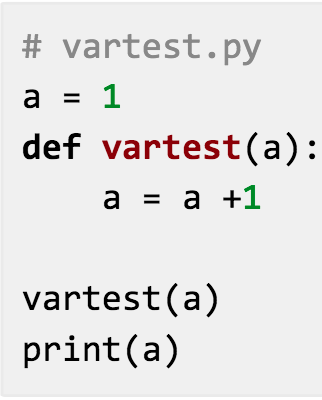 # vartest.py
a = 1
def vartest(a):
    a = a +1

vartest(a)
print(a)